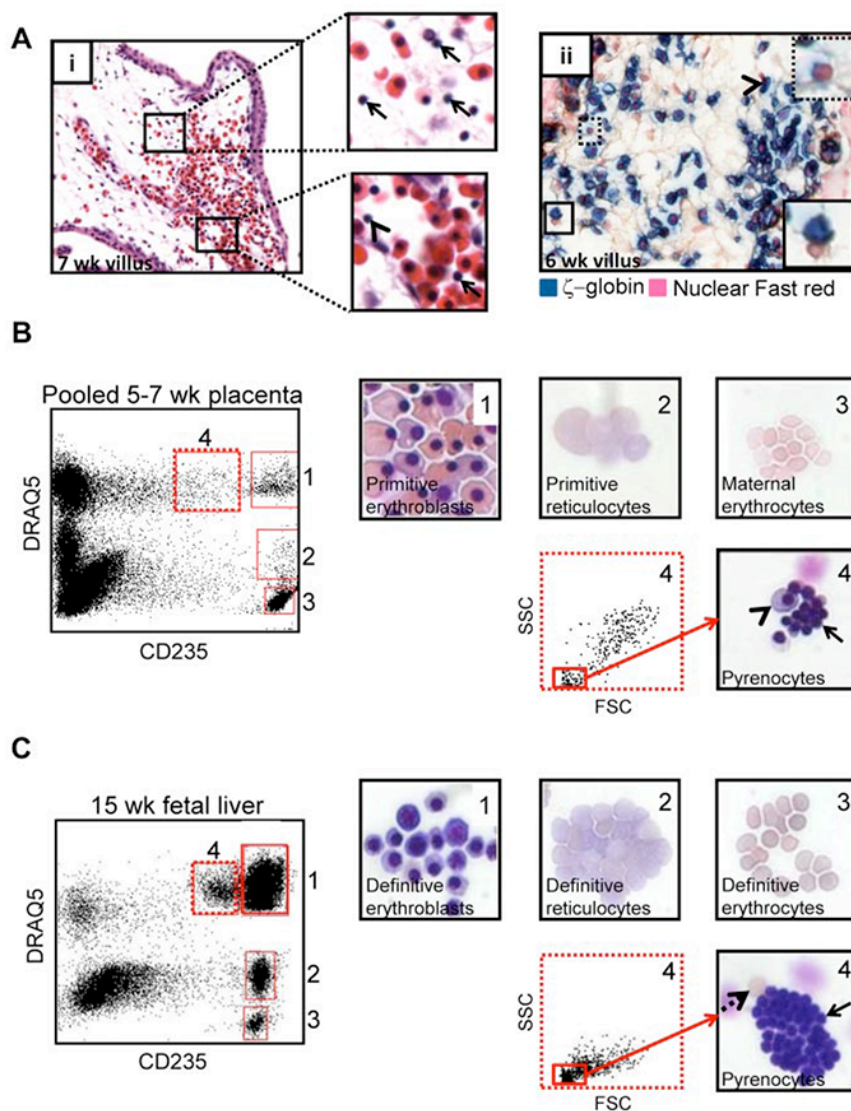 A
i
7 wk villus
ii
6 wk villus
ζ-globin Nuclear Fast red
B
Pooled 5-7 wk placenta
4
1
2
3
DRAQ5
CD235
1
Primitive
erythroblasts
2
Primitive
reticulocytes
3
Maternal
erythrocytes
4
SSC
FSC
4
Pyrenocytes
C
15 wk fetal liver
4
1
2
3
DRAQ5
CD235
1
Definitive
erythroblasts
2
Definitive
reticulocytes
3
Definitive
erythrocytes
4
SSC
FSC
4
Pyrenocytes